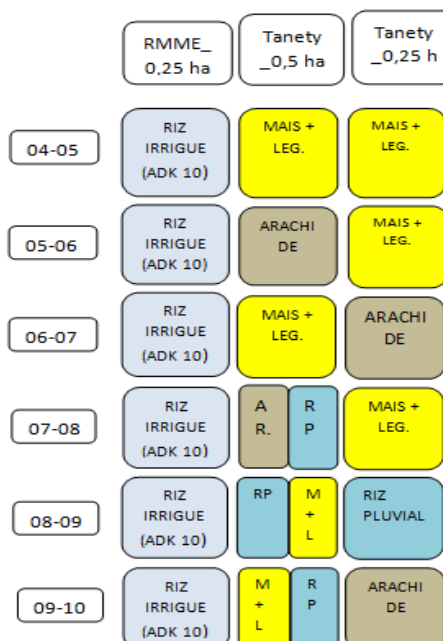 RMME_
0,25 ha
Tanety
_0,5 ha
Tanety
_0,25 h
04-05
RIZ
IRRIGUE
(ADK 10)
MAIS +
LEG.
MAIS +
LEG.
05-06
RIZ
IRRIGUE
(ADK 10)
ARACHI
DE
MAIS +
LEG.
06-07
RIZ
IRRIGUE
(ADK 10)
MAIS +
LEG.
ARACHI
DE
07-08
RIZ
IRRIGUE
(ADK 10)
A
R.
R
P
MAIS +
LEG.
08-09
RIZ
IRRIGUE
(ADK 10)
RP
M
+
L
RIZ
PLUVIAL
09-10
RIZ
IRRIGUE
(ADK 10)
M
+
L
R
P
ARACHI
DE